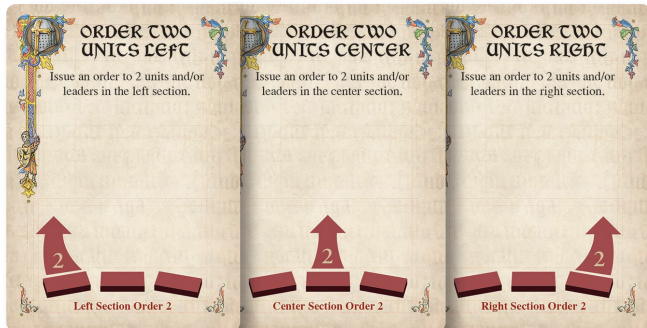 ORDER TWO
UNITS LEFT
Issue an order to 2 units and/or
leaders in the left section.
2
Left Section Order 2
ORDER TWO
UNITS CENTER
Issue an order to 2 units and/or
leaders in the center section.
2
Center Section Order 2
ORDER TWO
UNITS RIGHT
Issue an order to 2 units and/or
leaders in the right section.
2
Right Section Order 2